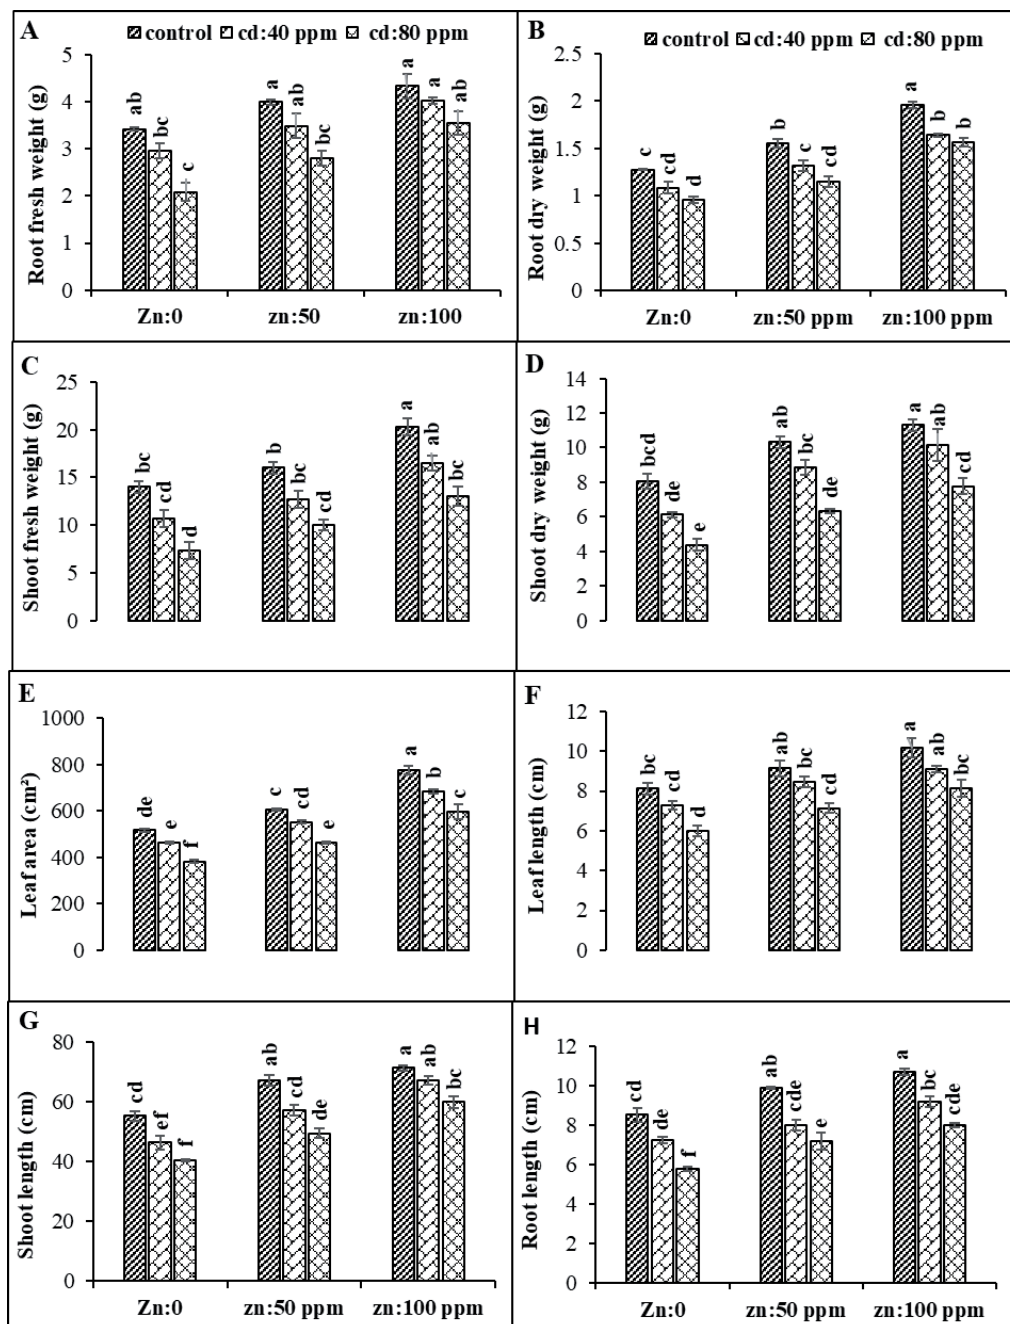 A
control cd:40 ppm cd:80 ppm
Root fresh weight (g)
5
4
3
2
1
0
ab
bc
c
a
ab
bc
a
a
ab
Zn:0 zn:50 zn:100
B
control cd:40 ppm cd:80 ppm
Root dry weight (g)
2.5
2
1.5
1
0.5
0
c
cd
d
b
c
cd
a
b
b
Zn:0 zn:50 ppm zn:100 ppm
C
Shoot fresh weight (g)
25
20
15
10
5
0
bc
cd
d
b
bc
cd
a
ab
bc
D
Shoot dry weight (g)
14
12
10
8
6
4
2
0
bcd
de
e
ab
bc
de
a
ab
cd
E
Leaf area (cm²)
1000
800
600
400
200
0
de
e
f
c
cd
e
a
b
c
F
Leaf length (cm)
12
10
8
6
4
2
0
bc
cd
d
ab
bc
cd
a
ab
bc
G
Shoot length (cm)
80
60
40
20
0
cd
ef
f
ab
cd
de
a
ab
bc
Zn:0 zn:50 ppm zn:100 ppm
H
Root length (cm)
12
10
8
6
4
2
0
cd
de
f
ab
cde
e
a
bc
cde
Zn:0 zn:50 ppm zn:100 ppm